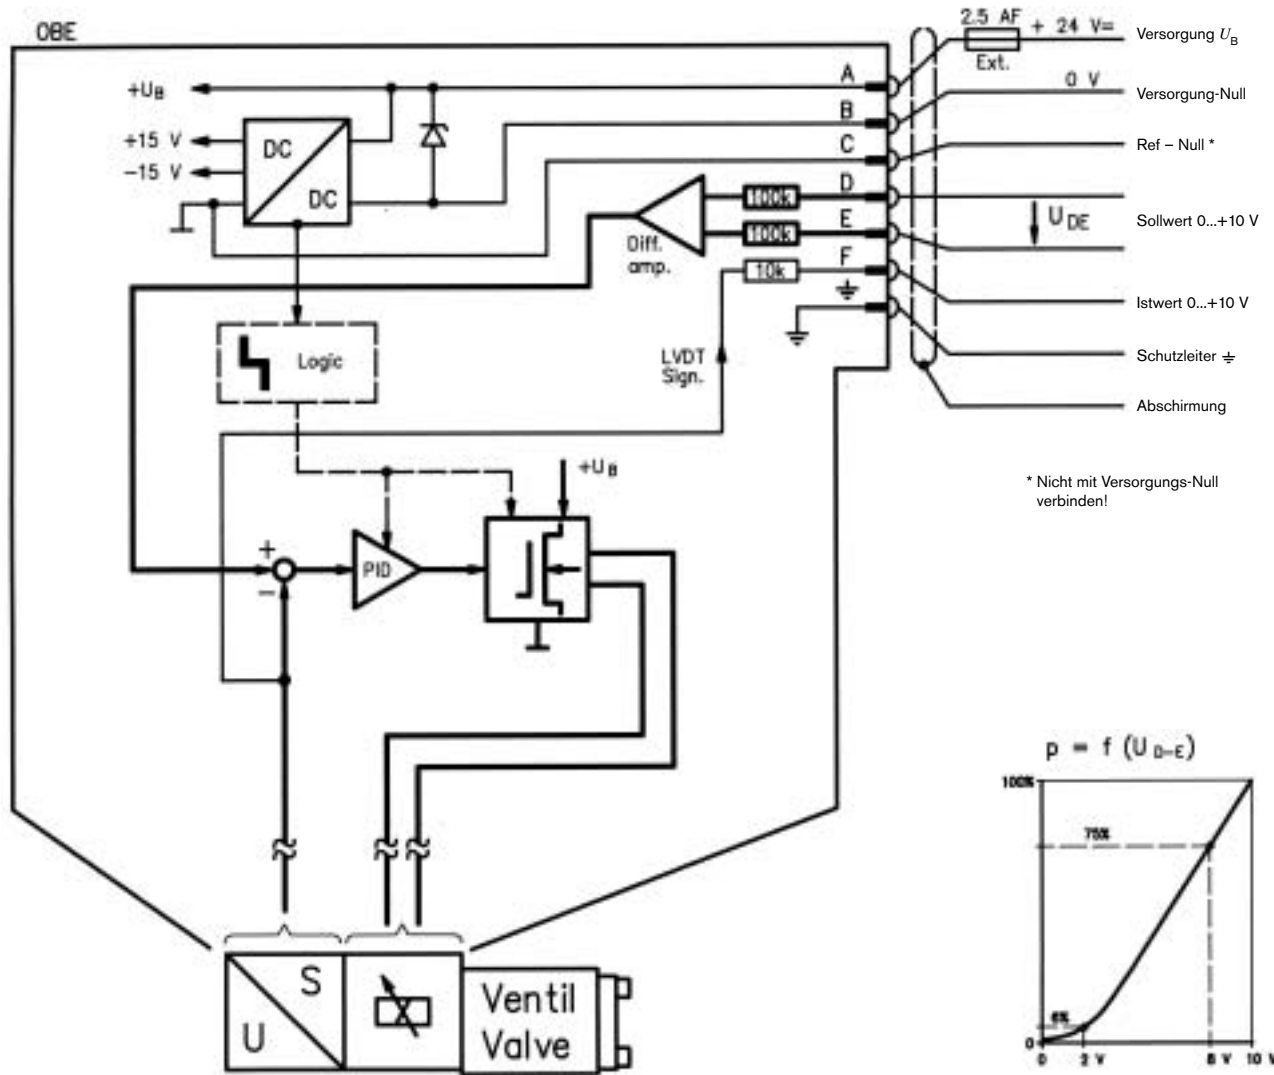 OBE
2.5 AF
+ 24 V=
Versorgung U_B
Ext.
A
+U_B
0 V
Versorgung-Null
B
+15 V
DC
C
Ref – Null *
-15 V
DC
D
100k
U_DE
Sollwert 0...+10 V
E
100k
Diff.
amp.
F
10k
Istwert 0...+10 V
Logic
LVDT
Sign.
Schutzleiter ⏚
Abschirmung
+U_B
* Nicht mit Versorgungs-Null
verbinden!
+
PID
-
p = f (U_D-E)
100%
75%
6%
0
0 2 V 8 V 10 V
S
U
Ventil
Valve